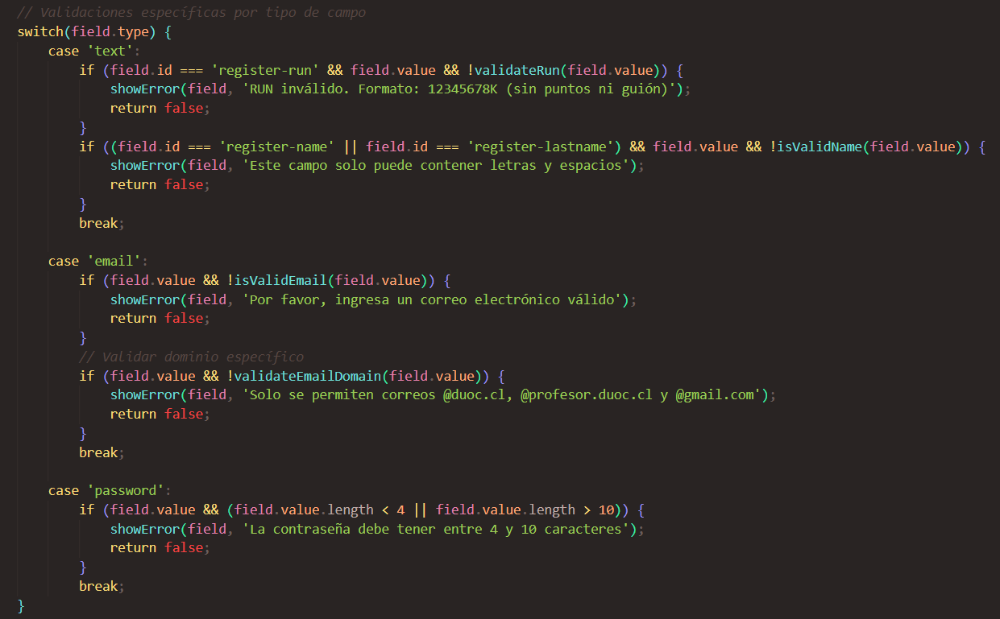 // Validaciones específicas por tipo de campo
switch(field.type) {
    case 'text':
        if (field.id === 'register-run' && field.value && !validateRun(field.value)) {
            showError(field, 'RUN inválido. Formato: 12345678K (sin puntos ni guión)');
            return false;
        }
        if ((field.id === 'register-name' || field.id === 'register-lastname') && field.value && !isValidName(field.value)) {
            showError(field, 'Este campo solo puede contener letras y espacios');
            return false;
        }
        break;

    case 'email':
        if (field.value && !isValidEmail(field.value)) {
            showError(field, 'Por favor, ingresa un correo electrónico válido');
            return false;
        }
        // Validar dominio específico
        if (field.value && !validateEmailDomain(field.value)) {
            showError(field, 'Solo se permiten correos @duoc.cl, @profesor.duoc.cl y @gmail.com');
            return false;
        }
        break;

    case 'password':
        if (field.value && (field.value.length < 4 || field.value.length > 10)) {
            showError(field, 'La contraseña debe tener entre 4 y 10 caracteres');
            return false;
        }
        break;
}